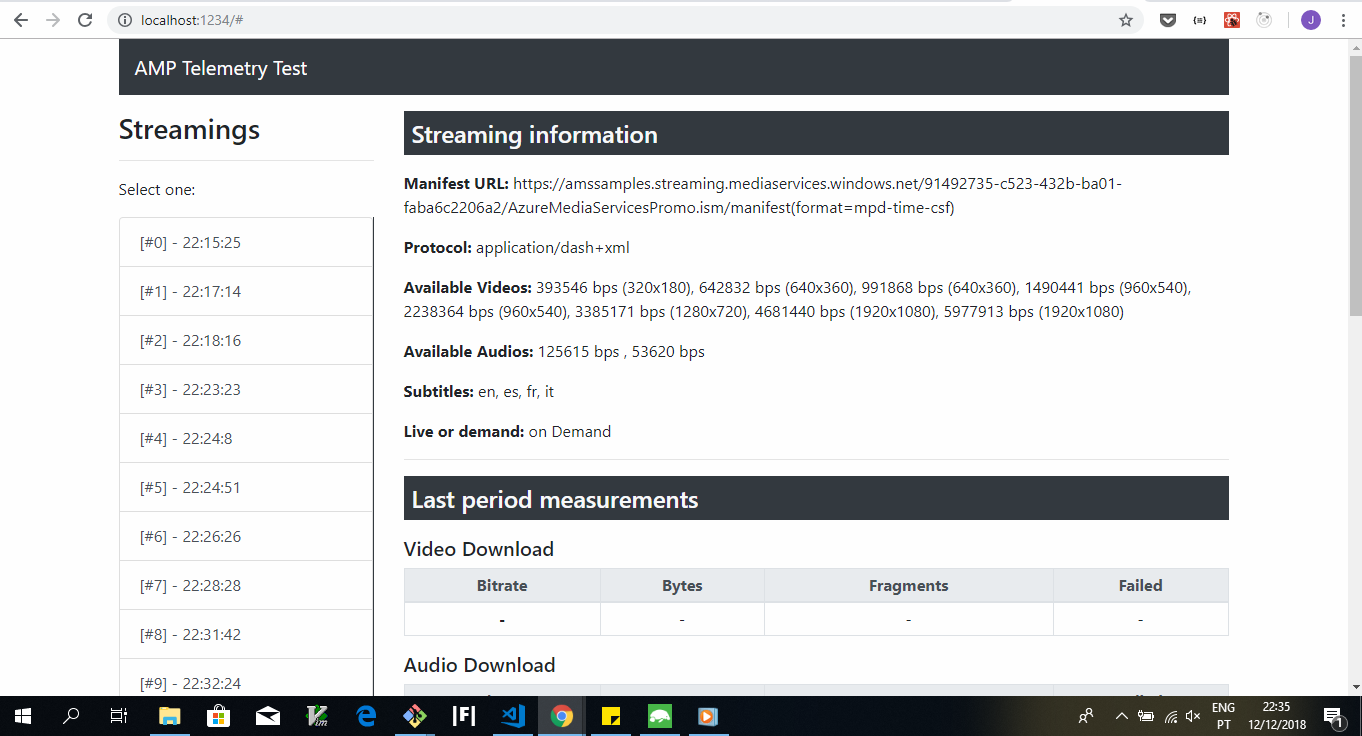 localhost:1234/#
J
AMP Telemetry Test
Streamings
Select one:
[#0] - 22:15:25
[#1] - 22:17:14
[#2] - 22:18:16
[#3] - 22:23:23
[#4] - 22:24:8
[#5] - 22:24:51
[#6] - 22:26:26
[#7] - 22:28:28
[#8] - 22:31:42
[#9] - 22:32:24
Streaming information
Manifest URL: https://amssamples.streaming.mediaservices.windows.net/91492735-c523-432b-ba01-
faba6c2206a2/AzureMediaServicesPromo.ism/manifest(format=mpd-time-csf)
Protocol: application/dash+xml
Available Videos: 393546 bps (320x180), 642832 bps (640x360), 991868 bps (640x360), 1490441 bps (960x540),
2238364 bps (960x540), 3385171 bps (1280x720), 4681440 bps (1920x1080), 5977913 bps (1920x1080)
Available Audios: 125615 bps , 53620 bps
Subtitles: en, es, fr, it
Live or demand: on Demand
Last period measurements
Video Download
Bitrate Bytes Fragments Failed
- - - -
Audio Download
ENG
PT
22:35
12/12/2018
1